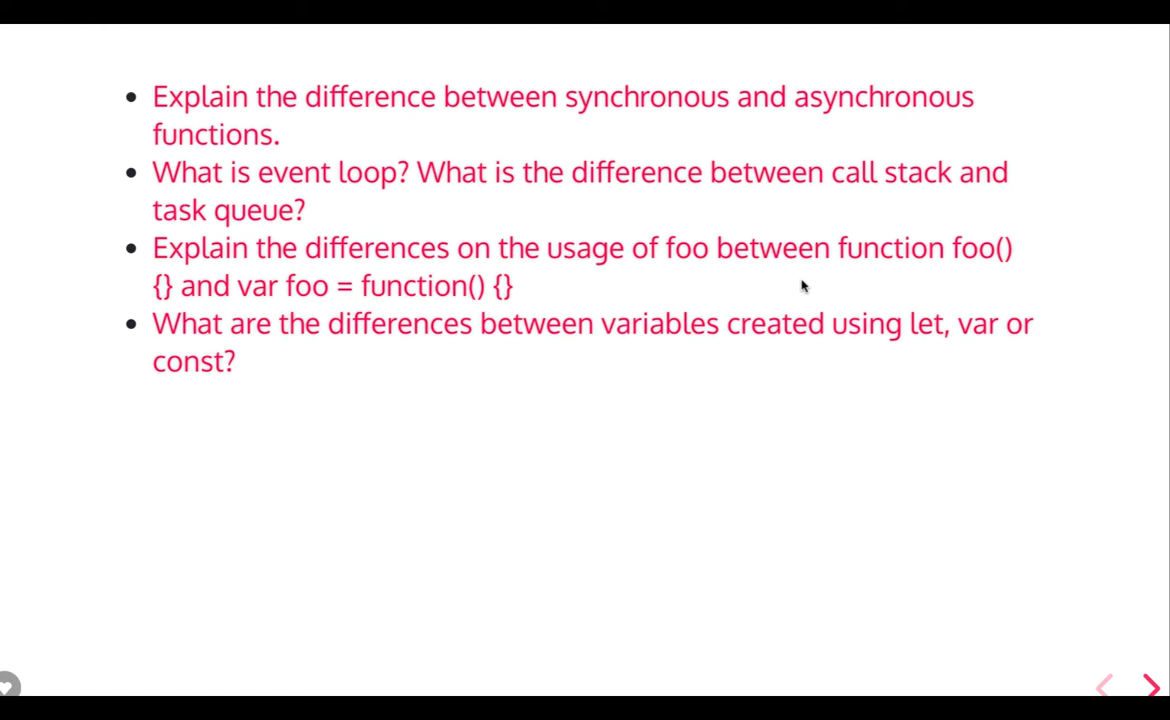 Explain the difference between synchronous and asynchronous
functions.
What is event loop? What is the difference between call stack and
task queue?
Explain the differences on the usage of foo between function foo()
{} and var foo = function() {}
What are the differences between variables created using let, var or
const?